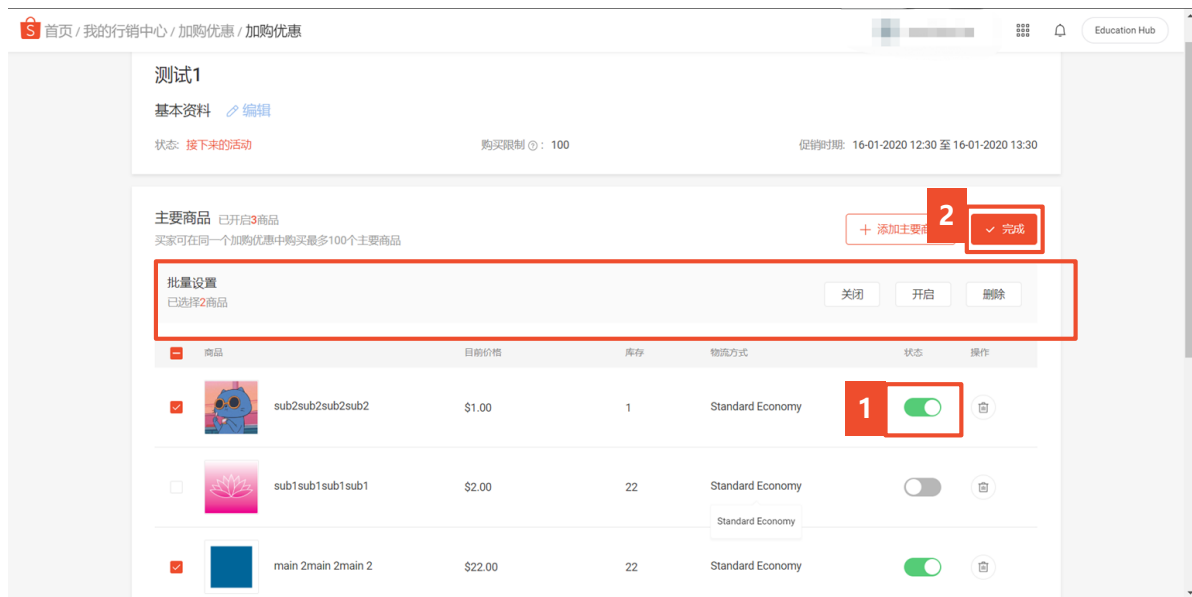 首页 / 我的行销中心 / 加购优惠 / 加购优惠
Education Hub
测试1
基本资料 编辑
状态: 接下来的活动
购买限制 ? : 100
促销时期: 16-01-2020 12:30 至 16-01-2020 13:30
主要商品 已开启3商品
买家可在同一个加购优惠中购买最多100个主要商品
+ 添加主要商
2
完成
批量设置
已选择2商品
关闭 开启 删除
商品 目前价格 库存 物流方式 状态 操作
sub2sub2sub2sub2 $1.00 1 Standard Economy
1
sub1sub1sub1sub1 $2.00 22 Standard Economy
Standard Economy
main 2main 2main 2 $22.00 22 Standard Economy